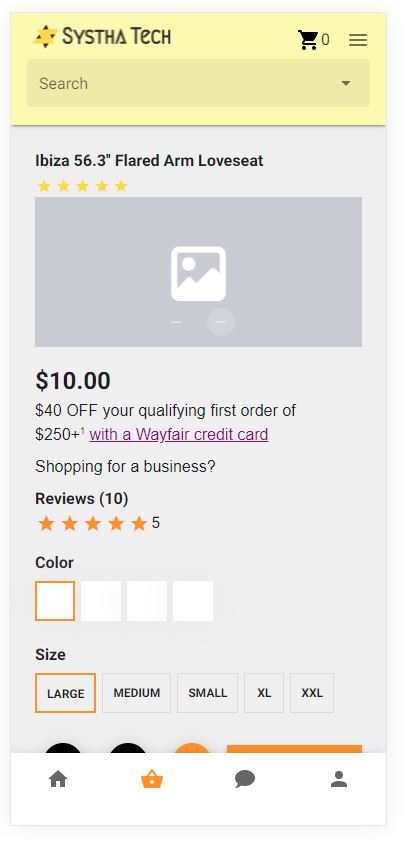 Systha Tech
0
Search
Ibiza 56.3" Flared Arm Loveseat
$10.00
$40 OFF your qualifying first order of
$250+¹ with a Wayfair credit card
Shopping for a business?
Reviews (10)
5
Color
Size
LARGE MEDIUM SMALL XL XXL